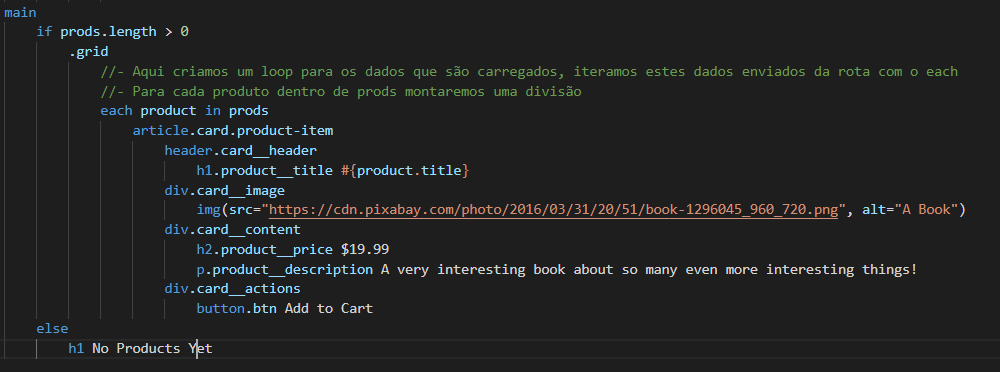 main
if prods.length > 0
.grid
//- Aqui criamos um loop para os dados que são carregados, iteramos estes dados enviados da rota com o each
//- Para cada produto dentro de prods montaremos uma divisão
each product in prods
article.card.product-item
header.card__header
h1.product__title #{product.title}
div.card__image
img(src="https://cdn.pixabay.com/photo/2016/03/31/20/51/book-1296045_960_720.png", alt="A Book")
div.card__content
h2.product__price $19.99
p.product__description A very interesting book about so many even more interesting things!
div.card__actions
button.btn Add to Cart
else
h1 No Products Yet